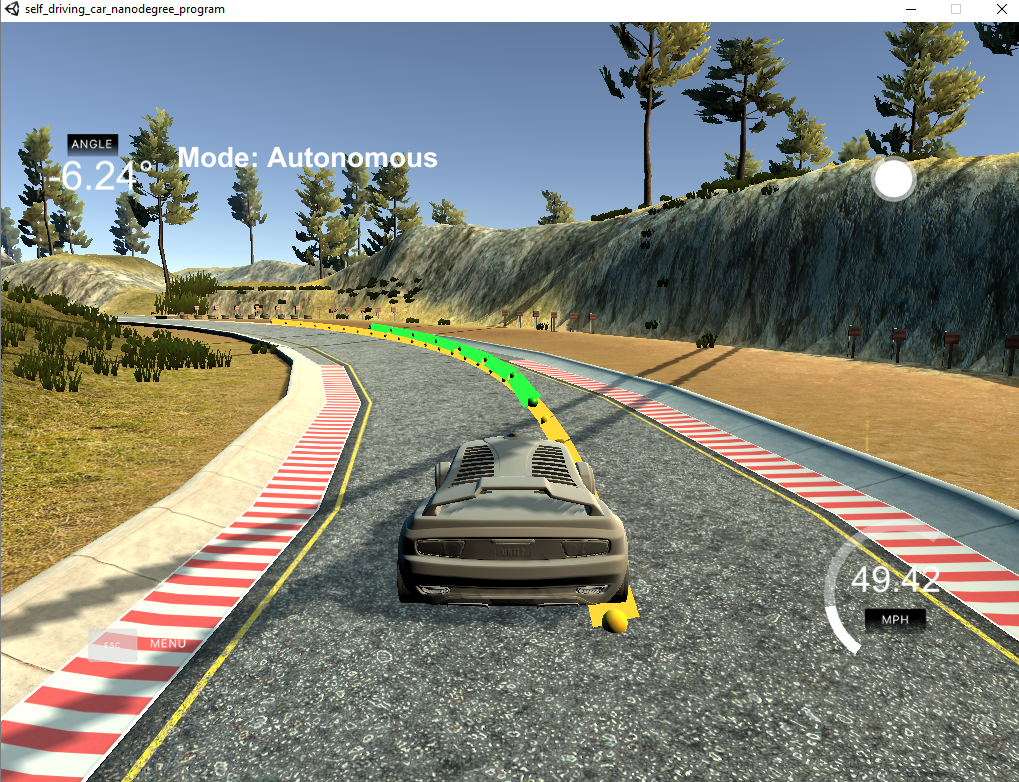 self_driving_car_nanodegree_program
ANGLE
-6.24°
Mode: Autonomous
49.42
MPH
ESC
MENU